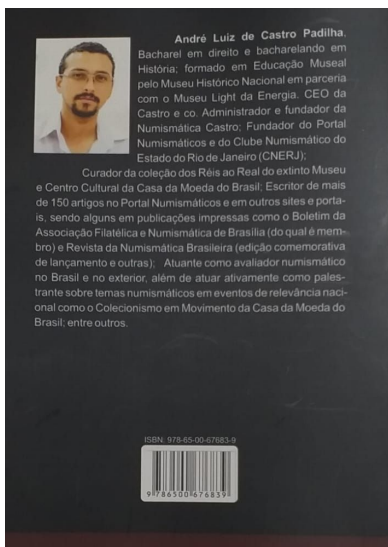 André Luiz de Castro Padilha,
Bacharel em direito e bacharelando em
História; formado em Educação Museal
pelo Museu Histórico Nacional em parceria
com o Museu Light da Energia. CEO da
Castro e co. Administrador e fundador da
Numismática Castro; Fundador do Portal
Numismáticos e do Clube Numismático do
Estado do Rio de Janeiro (CNERJ);
Curador da coleção dos Réis ao Real do extinto Museu
e Centro Cultural da Casa da Moeda do Brasil; Escritor de mais
de 150 artigos no Portal Numismáticos e em outros sites e porta-
is, sendo alguns em publicações impressas como o Boletim da
Associação Filatélica e Numismática de Brasília (do qual é mem-
bro) e Revista da Numismática Brasileira (edição comemorativa
de lançamento e outras); Atuante como avaliador numismático
no Brasil e no exterior, além de atuar ativamente como pales-
trante sobre temas numismáticos em eventos de relevância naci-
onal como o Colecionismo em Movimento da Casa da Moeda do
Brasil; entre outros.
ISBN: 978-65-00-67683-9
9 786500 676839